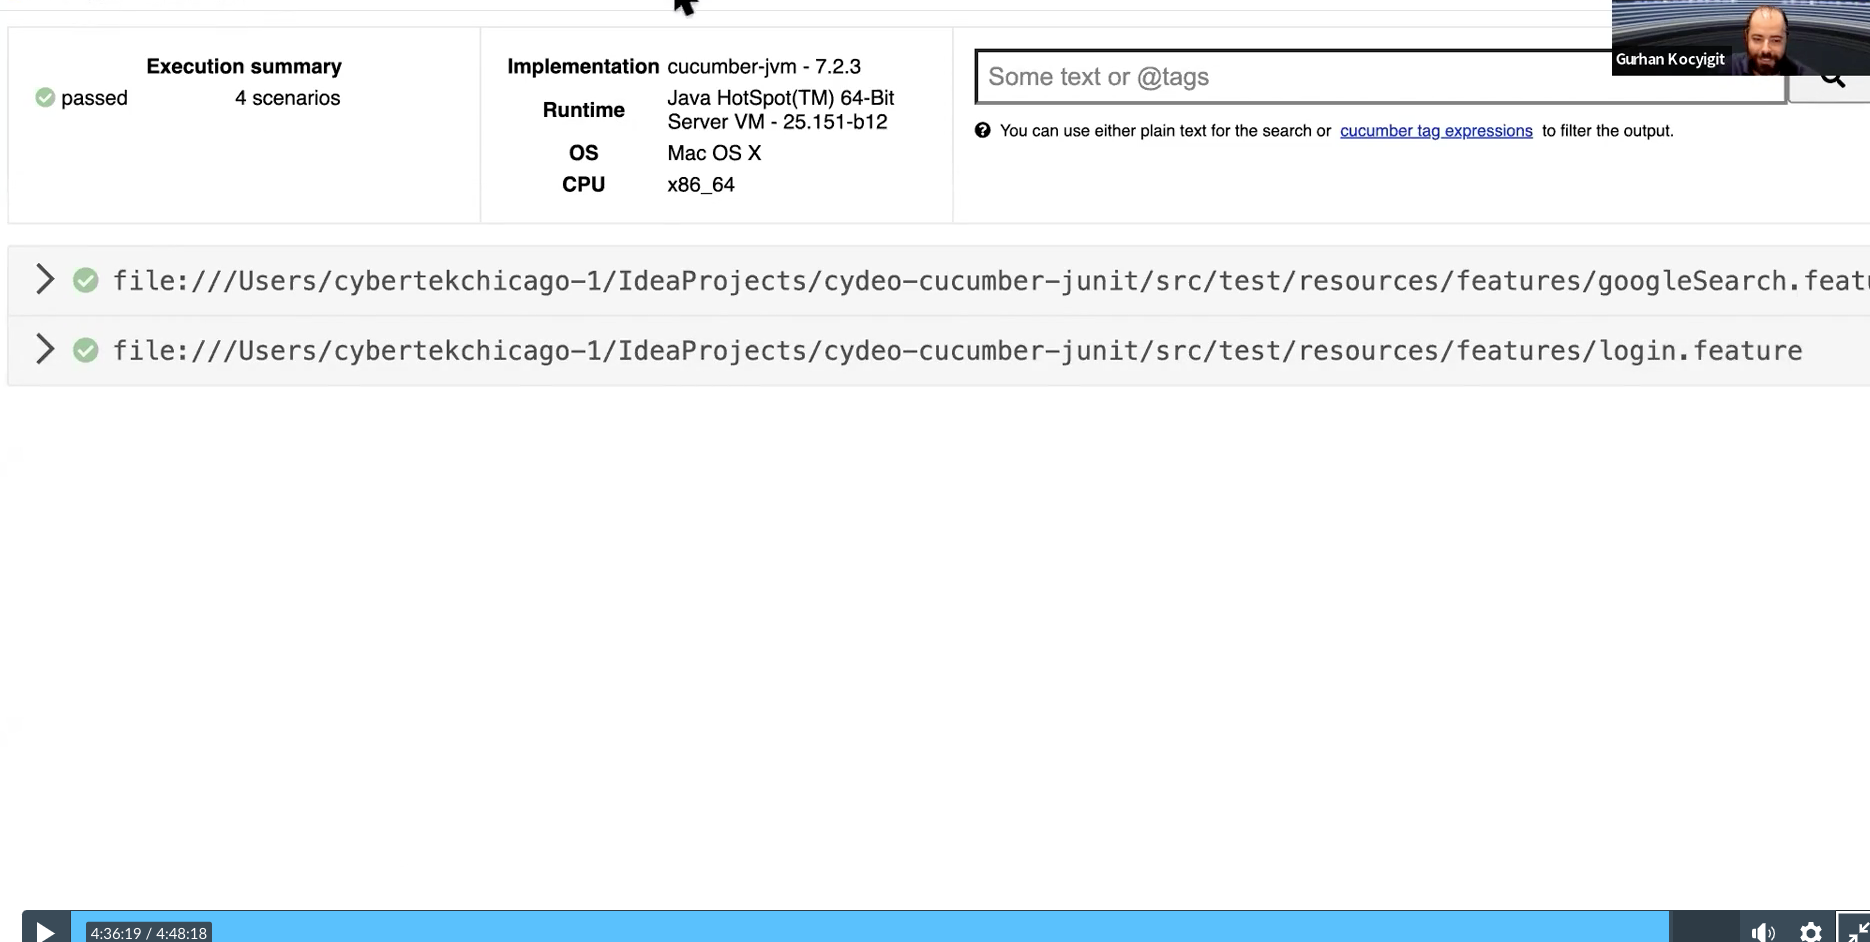 Execution summary
passed 4 scenarios
Implementation cucumber-jvm - 7.2.3
Runtime Java HotSpot(TM) 64-Bit
Server VM - 25.151-b12
OS Mac OS X
CPU x86_64
Some text or @tags
Gurhan Kocyigit
You can use either plain text for the search or cucumber tag expressions to filter the output.
file:///Users/cybertekchicago-1/IdeaProjects/cydeo-cucumber-junit/src/test/resources/features/googleSearch.featu
file:///Users/cybertekchicago-1/IdeaProjects/cydeo-cucumber-junit/src/test/resources/features/login.feature
4:36:19 / 4:48:18